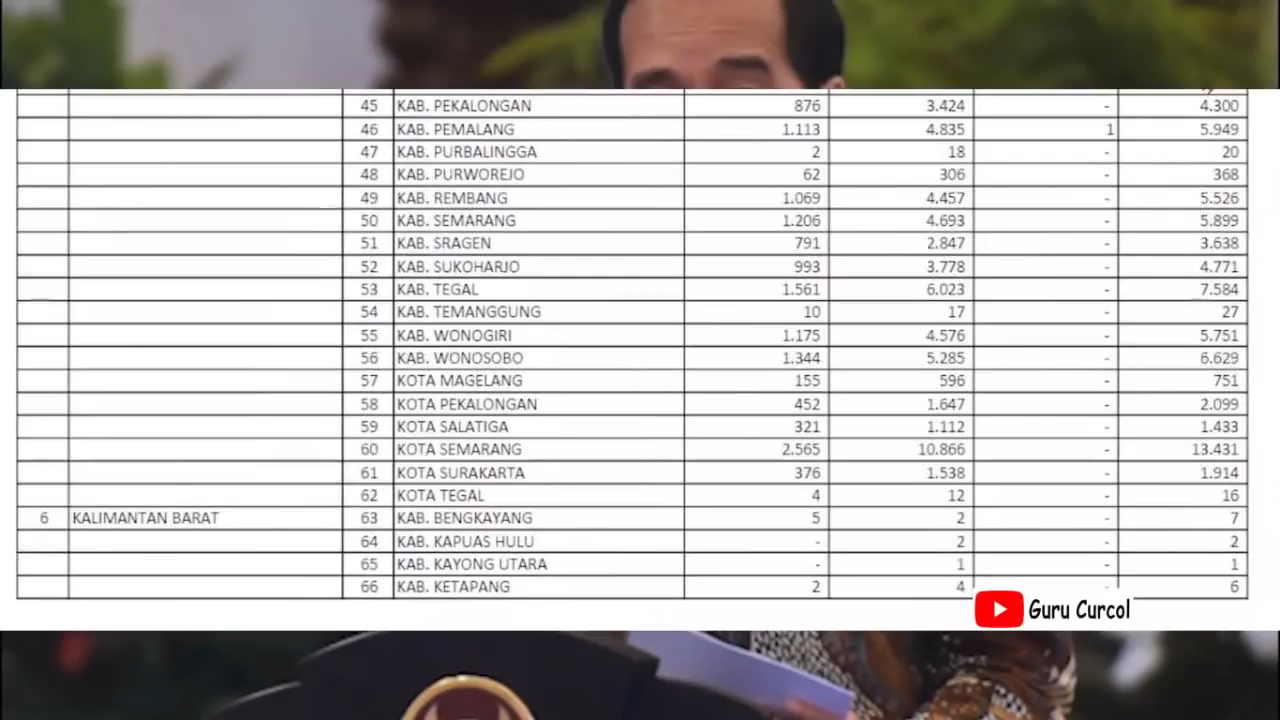 45 KAB. PEKALONGAN 876 3.424 - 4.300
46 KAB. PEMALANG 1.113 4.835 1 5.949
47 KAB. PURBALINGGA 2 18 - 20
48 KAB. PURWOREJO 62 306 - 368
49 KAB. REMBANG 1.069 4.457 - 5.526
50 KAB. SEMARANG 1.206 4.693 - 5.899
51 KAB. SRAGEN 791 2.847 - 3.638
52 KAB. SUKOHARJO 993 3.778 - 4.771
53 KAB. TEGAL 1.561 6.023 - 7.584
54 KAB. TEMANGGUNG 10 17 - 27
55 KAB. WONOGIRI 1.175 4.576 - 5.751
56 KAB. WONOSOBO 1.344 5.285 - 6.629
57 KOTA MAGELANG 155 596 - 751
58 KOTA PEKALONGAN 452 1.647 - 2.099
59 KOTA SALATIGA 321 1.112 - 1.433
60 KOTA SEMARANG 2.565 10.866 - 13.431
61 KOTA SURAKARTA 376 1.538 - 1.914
62 KOTA TEGAL 4 12 - 16
6 KALIMANTAN BARAT 63 KAB. BENGKAYANG 5 2 - 7
64 KAB. KAPUAS HULU - 2 - 2
65 KAB. KAYONG UTARA - 1 - 1
66 KAB. KETAPANG 2 4 - 6
Guru Curcol